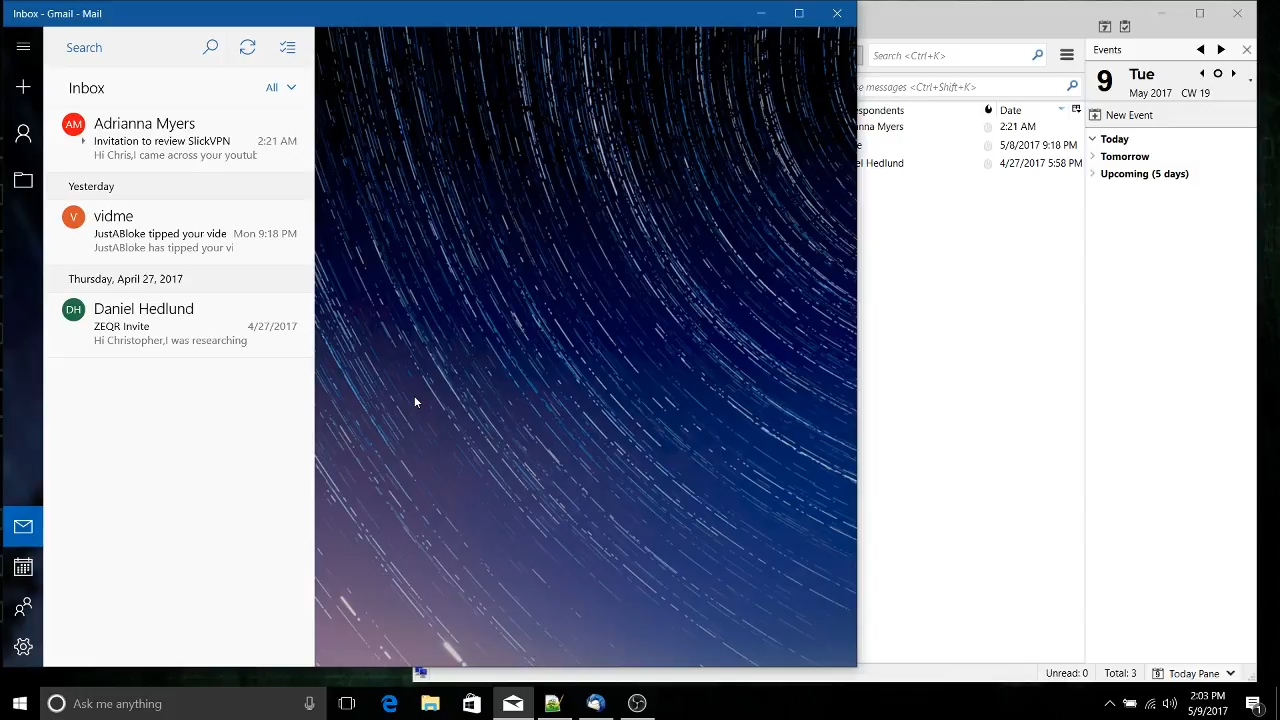 Inbox - Gmail - Mail
Search
Inbox
All
AM
Adrianna Myers
Invitation to review SlickVPN 2:21 AM
Hi Chris,I came across your youtub
Yesterday
V
vidme
JustABloke tipped your vide Mon 9:18 PM
JustABloke has tipped your vi
Thursday, April 27, 2017
DH
Daniel Hedlund
ZEQR Invite 4/27/2017
Hi Christopher,I was researching
Search <Ctrl+K>
se messages <Ctrl+Shift+K>
espondents Date
anna Myers 2:21 AM
e 5/8/2017 9:18 PM
el Hedlund 4/27/2017 5:58 PM
Events
9 Tue
May 2017 CW 19
New Event
Today
Tomorrow
Upcoming (5 days)
Unread: 0 Total: 3 Today Pane
Ask me anything
2:03 PM
5/9/2017
1